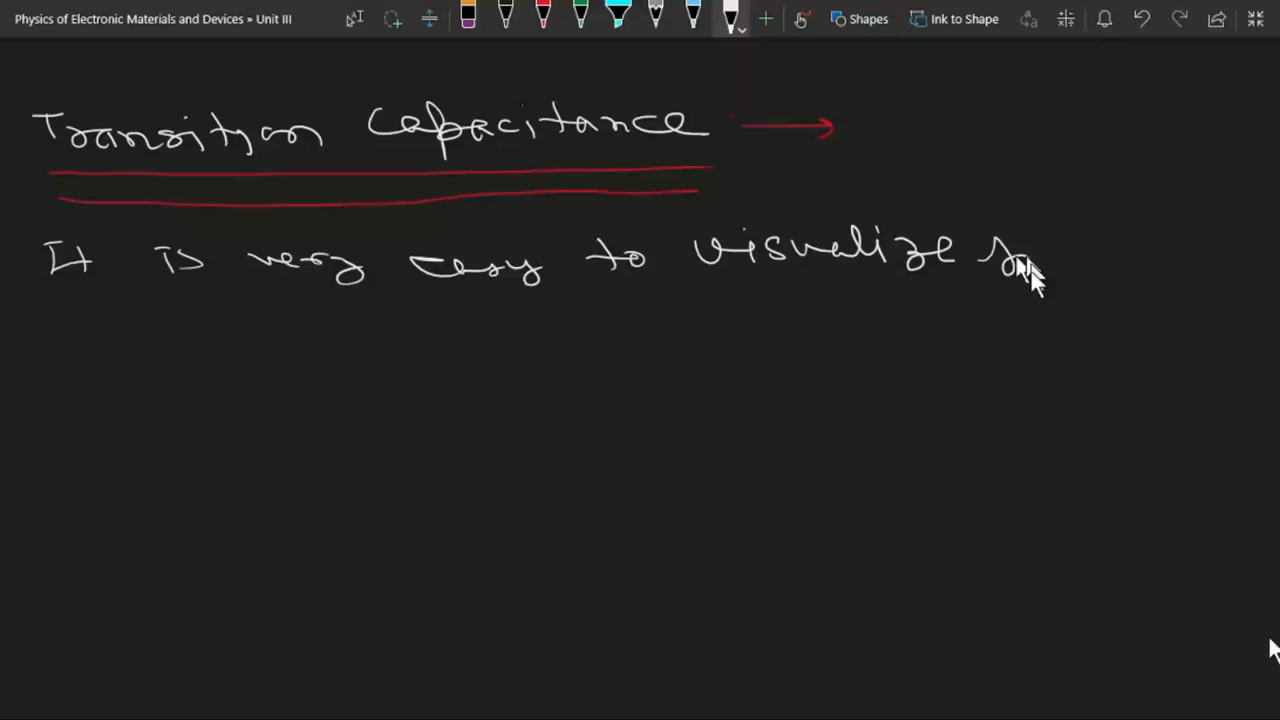 Physics of Electronic Materials and Devices » Unit III
Shapes
Ink to Shape
Transition Capacitance
It is very easy to visualize